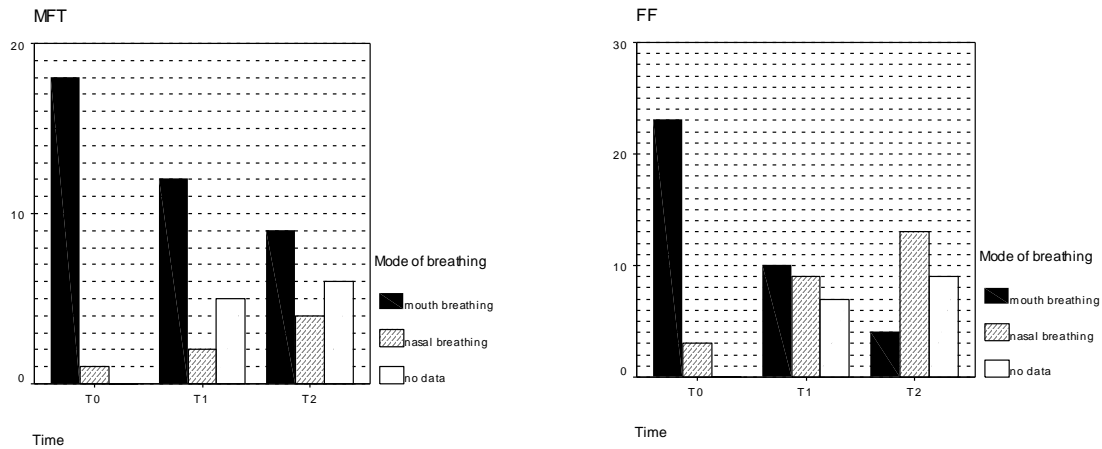 MFT
20
10
0
T0
T1
T2
Time
Mode of breathing
mouth breathing
nasal breathing
no data
FF
30
20
10
0
T0
T1
T2
Time
Mode of breathing
mouth breathing
nasal breathing
no data